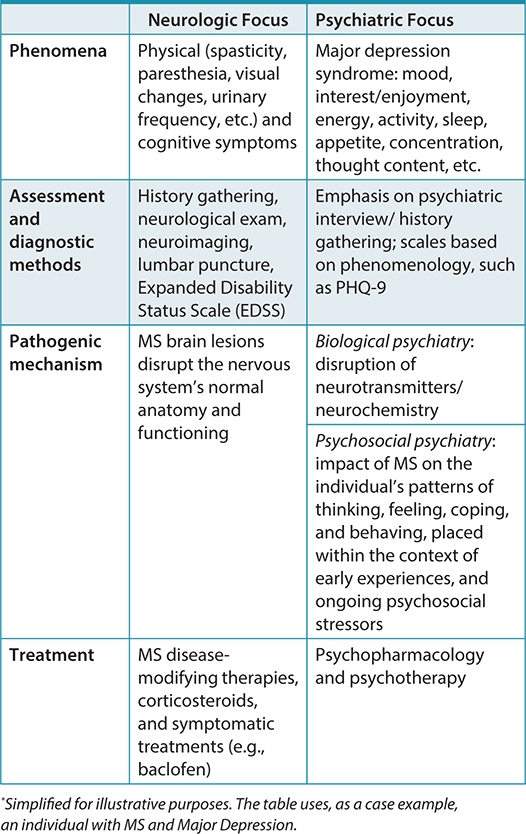 Neurologic Focus
Psychiatric Focus
Phenomena
Physical (spasticity,
paresthesia, visual
changes, urinary
frequency, etc.) and
cognitive symptoms
Major depression
syndrome: mood,
interest/enjoyment,
energy, activity, sleep,
appetite, concentration,
thought content, etc.
Assessment
and
diagnostic
methods
History gathering,
neurological exam,
neuroimaging,
lumbar puncture,
Expanded Disability
Status Scale (EDSS)
Emphasis on psychiatric
interview/ history
gathering; scales based
on phenomenology, such
as PHQ-9
Pathogenic
mechanism
MS brain lesions
disrupt the nervous
system’s normal
anatomy and
functioning
Biological psychiatry:
disruption of
neurotransmitters/
neurochemistry
Psychosocial psychiatry:
impact of MS on the
individual’s patterns of
thinking, feeling, coping,
and behaving, placed
within the context of
early experiences, and
ongoing psychosocial
stressors
Treatment
MS disease-
modifying therapies,
corticosteroids,
and symptomatic
treatments (e.g.,
baclofen)
Psychopharmacology
and psychotherapy
*Simplified for illustrative purposes. The table uses, as a case example,
an individual with MS and Major Depression.